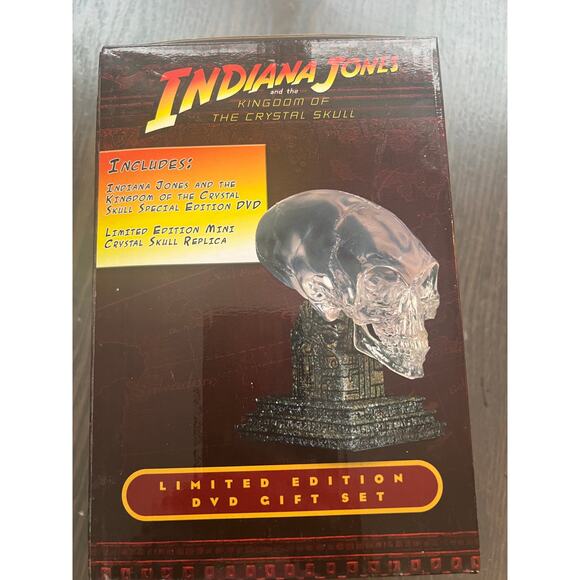 INDIANA JONES
and the
KINGDOM OF
THE CRYSTAL SKULL
INCLUDES:
INDIANA JONES AND THE
KINGDOM OF THE CRYSTAL
SKULL SPECIAL EDITION DVD
LIMITED EDITION MINI
CRYSTAL SKULL REPLICA
LIMITED EDITION
DVD GIFT SET